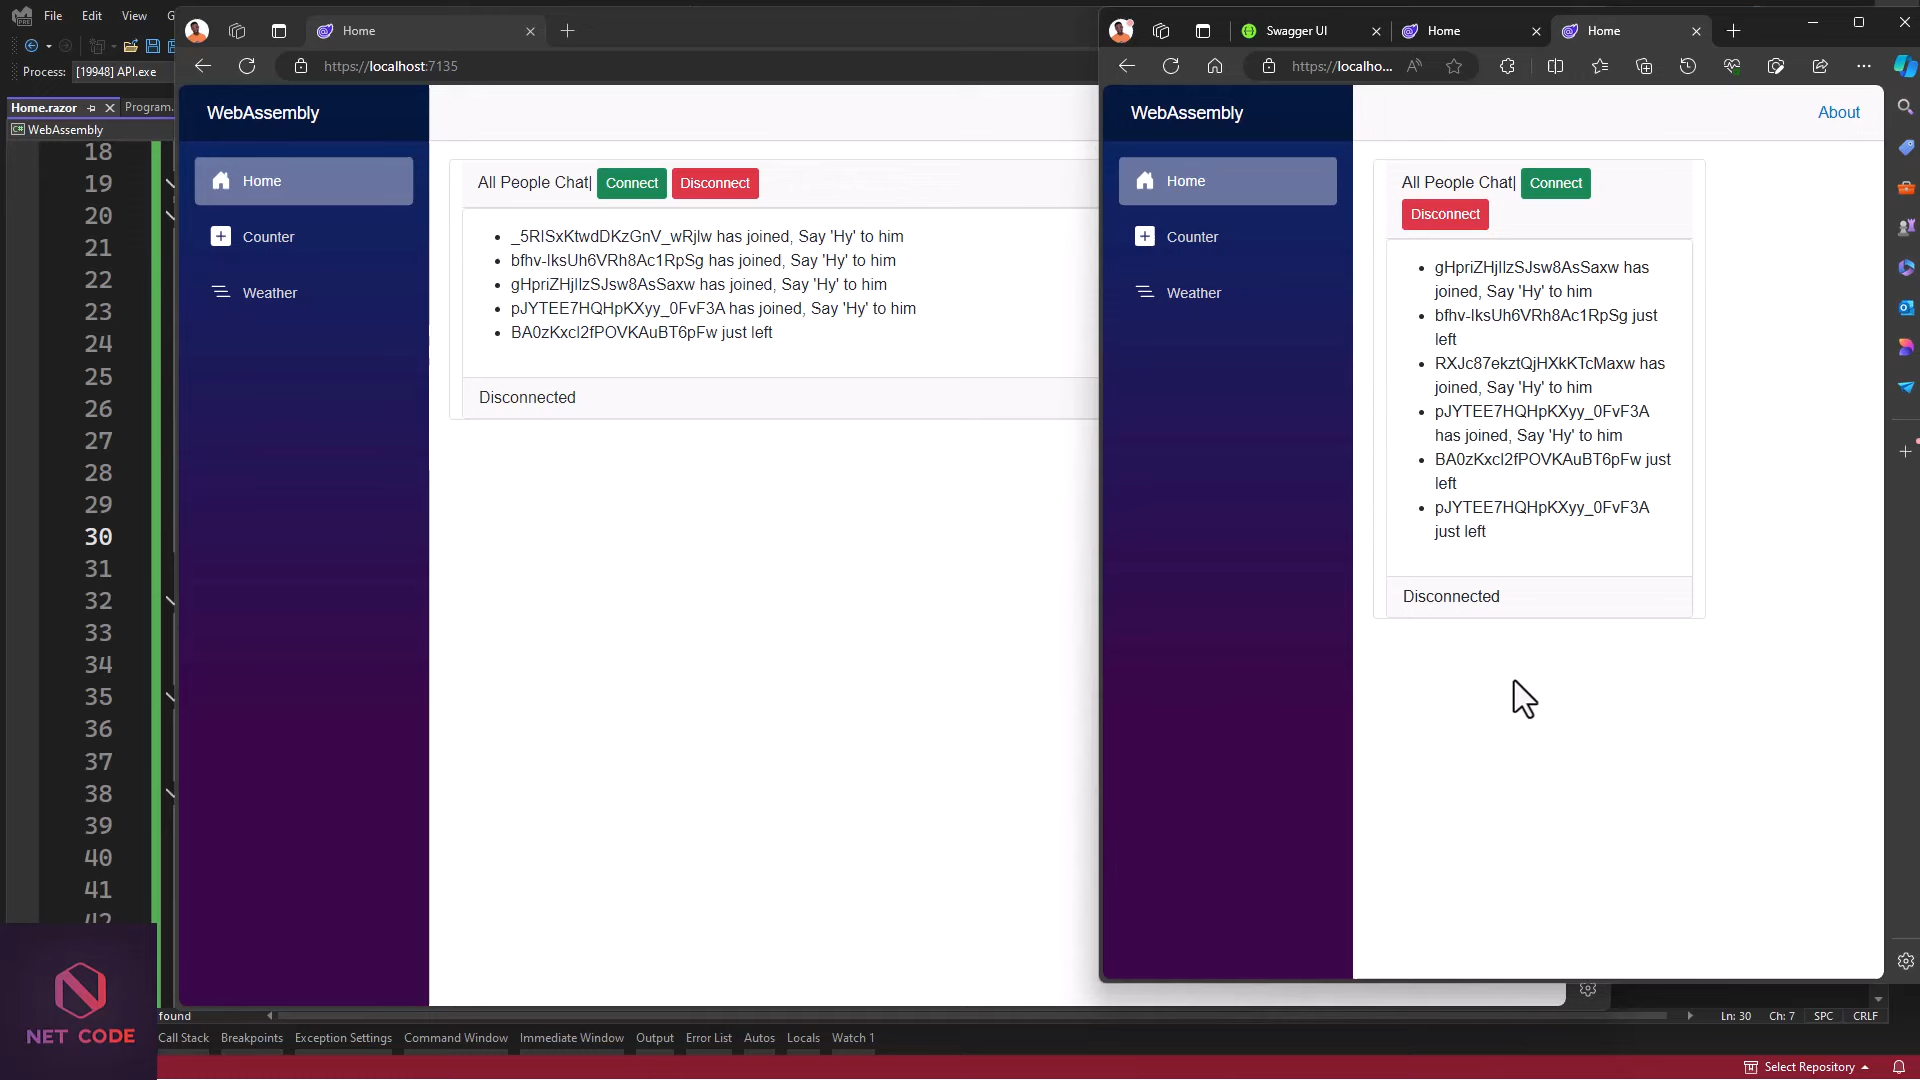 File Edit View G
Process: [19948] API.exe
Home.razor Program.
WebAssembly
18
19
20
21
22
23
24
25
26
27
28
29
30
31
32
33
34
35
36
37
38
39
40
41
42
NET CODE
Home
https://localhost:7135
WebAssembly
Home
Counter
Weather
All People Chat| Connect Disconnect
_5RISxKtwdDKzGnV_wRjlw has joined, Say 'Hy' to him
bfhv-IksUh6VRh8Ac1RpSg has joined, Say 'Hy' to him
gHpriZHjIlzSJsw8AsSaxw has joined, Say 'Hy' to him
pJYTEE7HQHpKXyy_0FvF3A has joined, Say 'Hy' to him
BA0zKxcl2fPOVKAuBT6pFw just left
Disconnected
Swagger UI Home Home
https://localho...
WebAssembly
About
Home
Counter
Weather
All People Chat| Connect
Disconnect
gHpriZHjIlzSJsw8AsSaxw has
joined, Say 'Hy' to him
bfhv-IksUh6VRh8Ac1RpSg just
left
RXJc87ekztQjHXkKTcMaxw has
joined, Say 'Hy' to him
pJYTEE7HQHpKXyy_0FvF3A
has joined, Say 'Hy' to him
BA0zKxcl2fPOVKAuBT6pFw just
left
pJYTEE7HQHpKXyy_0FvF3A
just left
Disconnected
found Ln: 30 Ch: 7 SPC CRLF
Call Stack Breakpoints Exception Settings Command Window Immediate Window Output Error List Autos Locals Watch 1
Select Repository